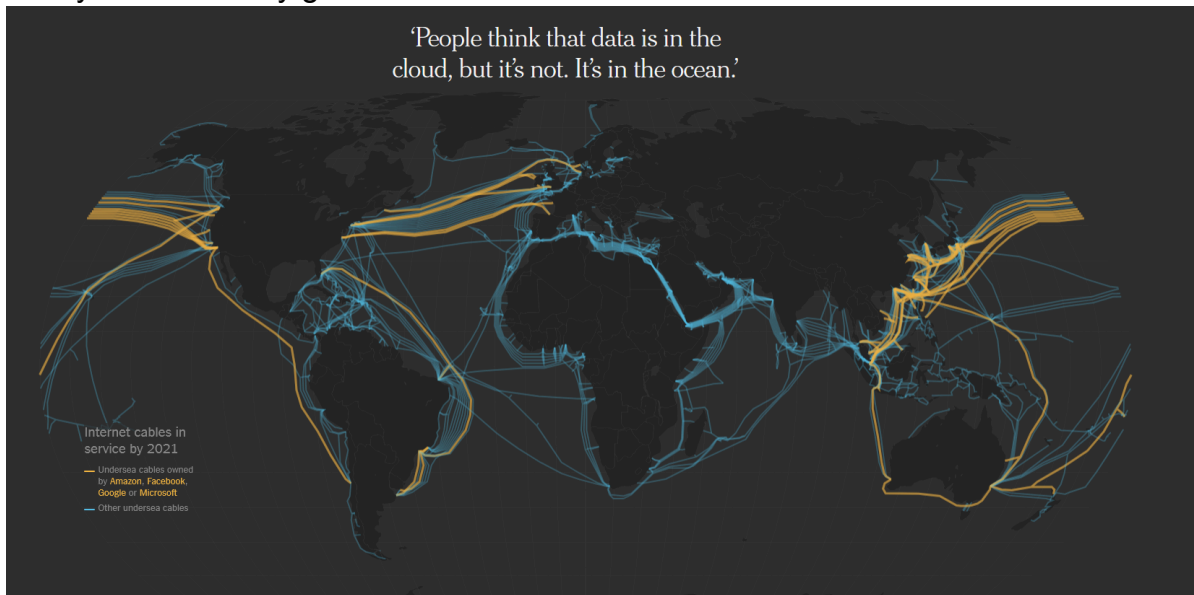 ‘People think that data is in the
cloud, but it’s not. It’s in the ocean.’
Internet cables in
service by 2021
Undersea cables owned
by Amazon, Facebook,
Google or Microsoft
Other undersea cables